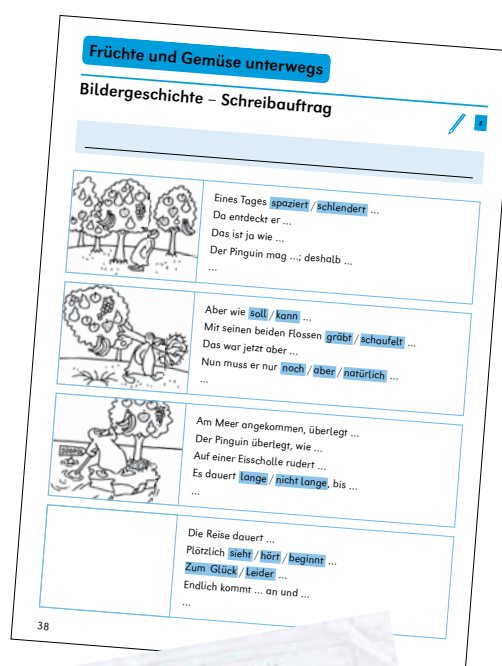 Früchte und Gemüse unterwegs
Bildergeschichte – Schreibauftrag
Eines Tages spaziert / schlendert ...
Da entdeckt er ...
Das ist ja wie ...
Der Pinguin mag ...; deshalb ...
...
Aber wie soll / kann ...
Mit seinen beiden Flossen gräbt / schaufelt ...
Das war jetzt aber ...
Nun muss er nur noch / aber / natürlich ...
...
SÜDPOL
Am Meer angekommen, überlegt ...
Der Pinguin überlegt, wie ...
Auf einer Eisscholle rudert ...
Es dauert lange / nicht lange, bis ...
...
Die Reise dauert ...
Plötzlich sieht / hört / beginnt ...
Zum Glück / Leider ...
Endlich kommt ... an und ...
...
38